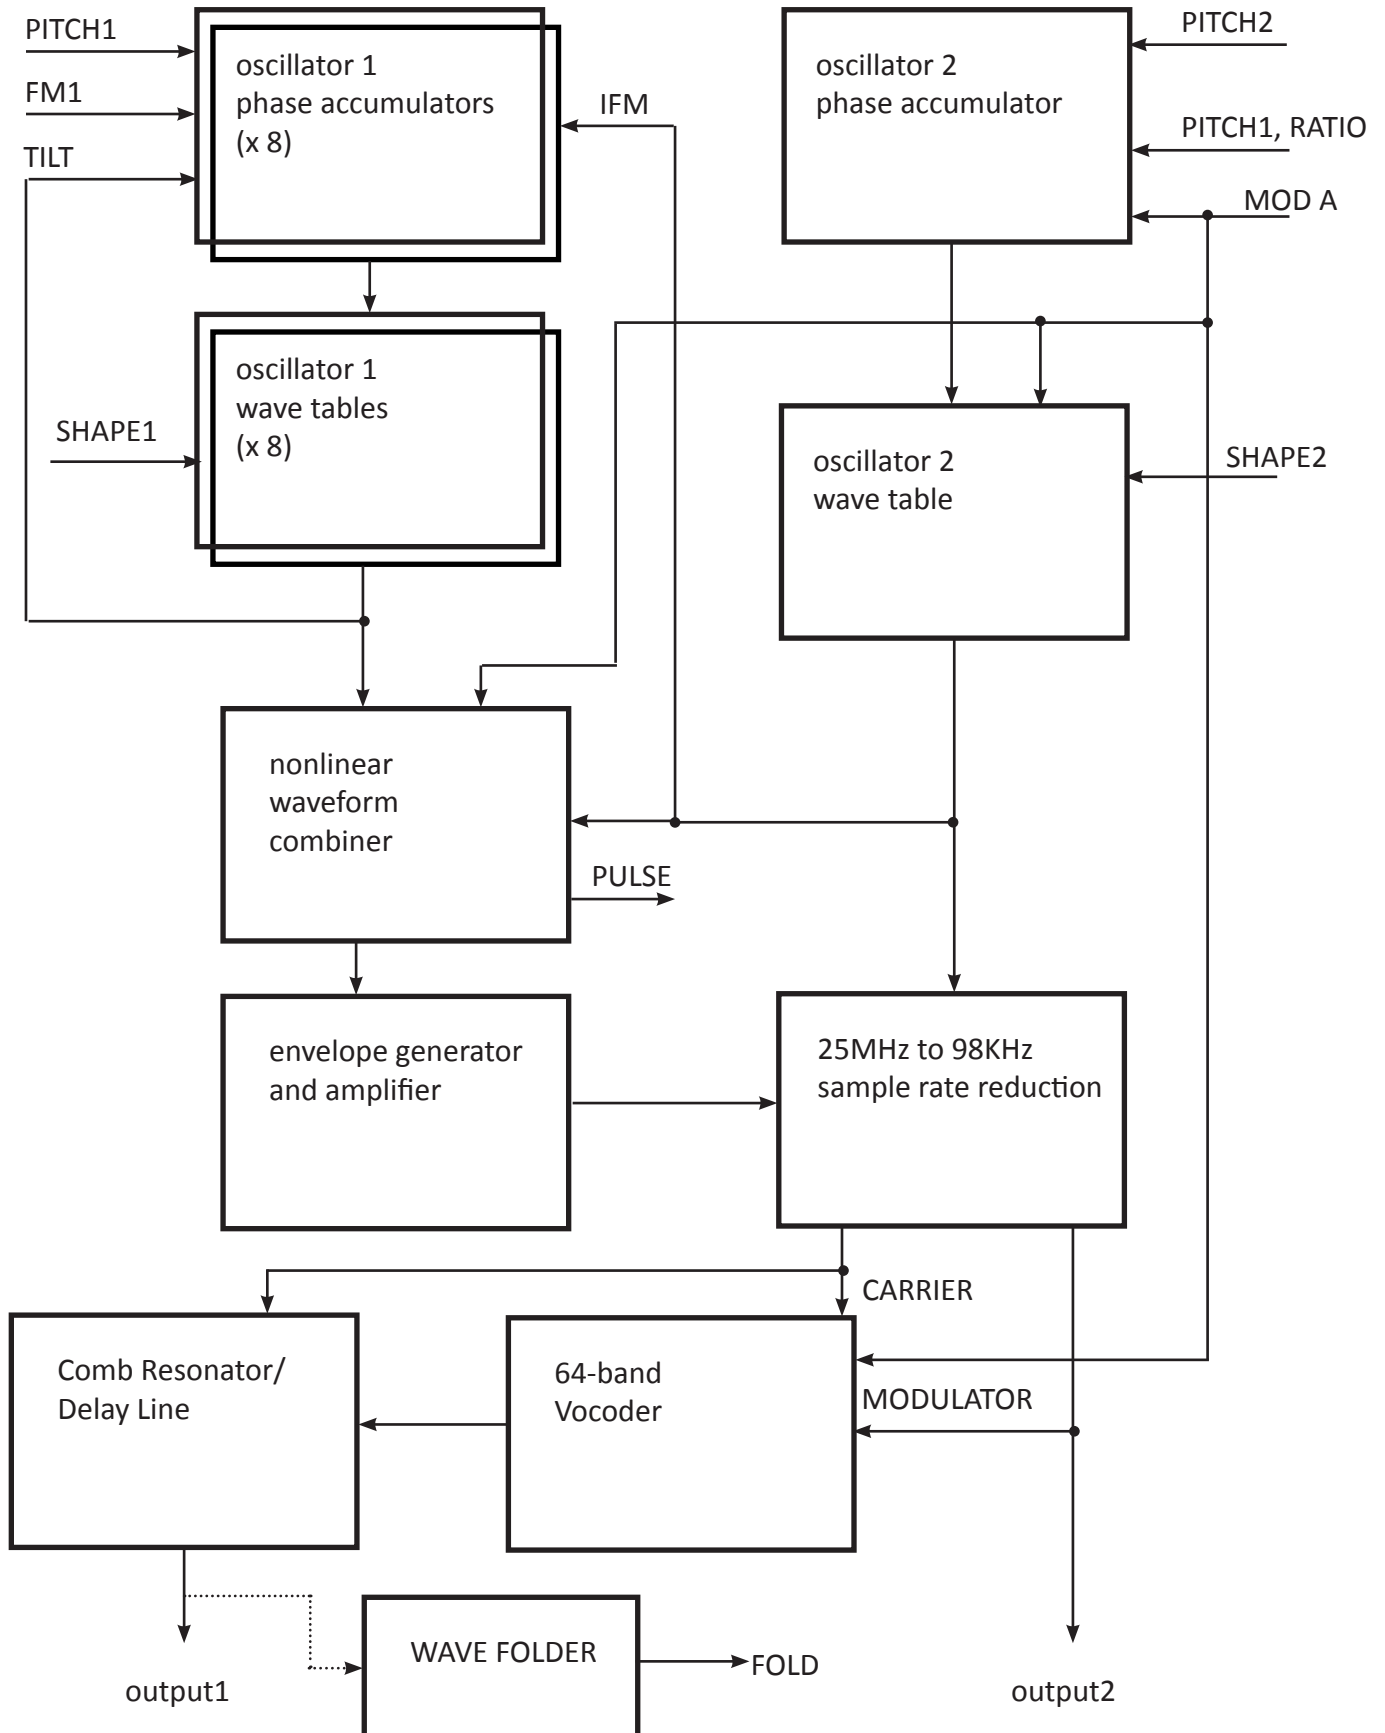 PITCH1
FM1
TILT
oscillator 1
phase accumulators
(x 8)
IFM
oscillator 2
phase accumulator
PITCH2
PITCH1, RATIO
MOD A
SHAPE1
oscillator 1
wave tables
(x 8)
oscillator 2
wave table
SHAPE2
nonlinear
waveform
combiner
PULSE
envelope generator
and amplifier
25MHz to 98KHz
sample rate reduction
CARRIER
Comb Resonator/
Delay Line
64-band
Vocoder
MODULATOR
WAVE FOLDER
FOLD
output1
output2